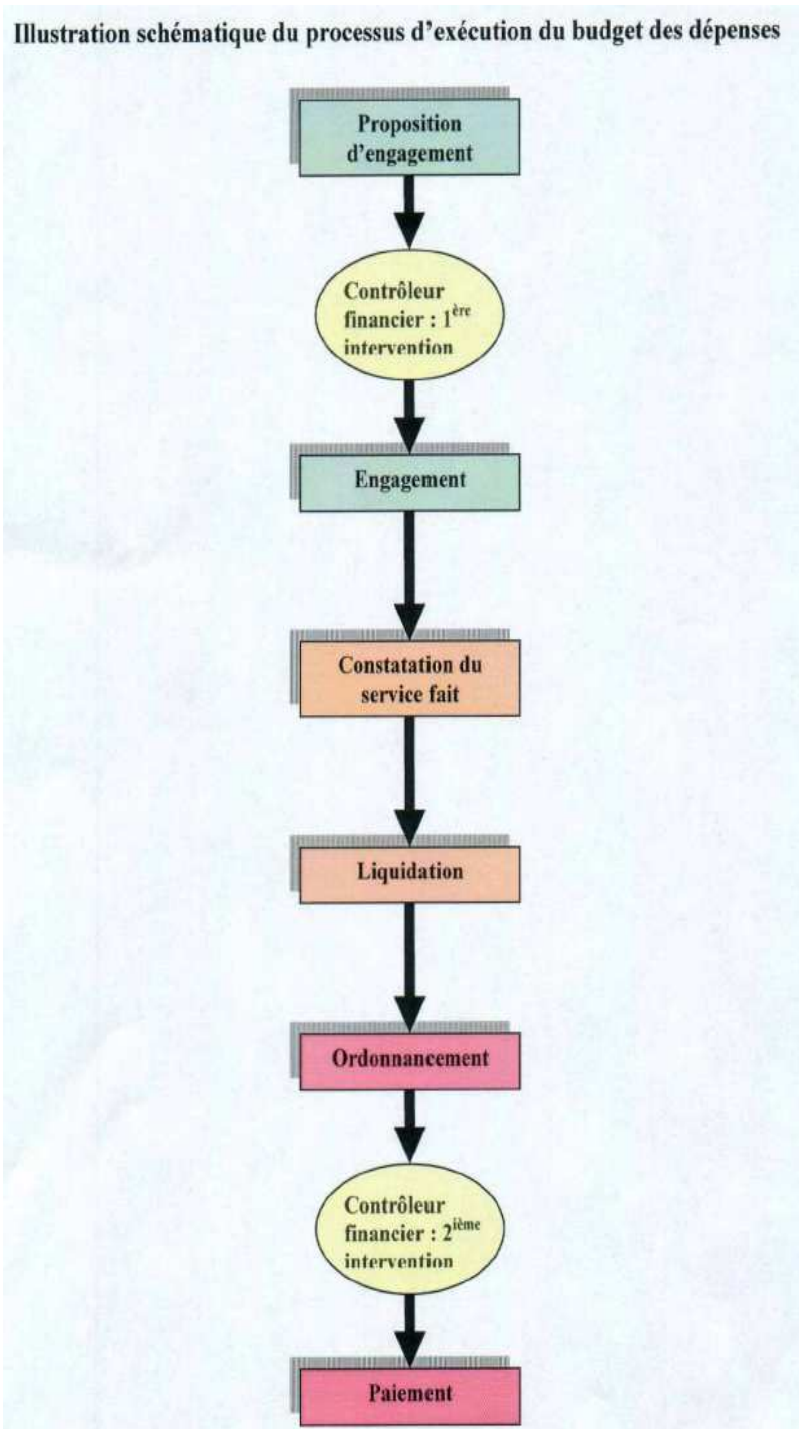 Illustration schématique du processus d'exécution du budget des dépenses
Proposition
d'engagement
Contrôleur
financier : 1ère
intervention
Engagement
Constatation du
service fait
Liquidation
Ordonnancement
Contrôleur
financier : 2ième
intervention
Paiement